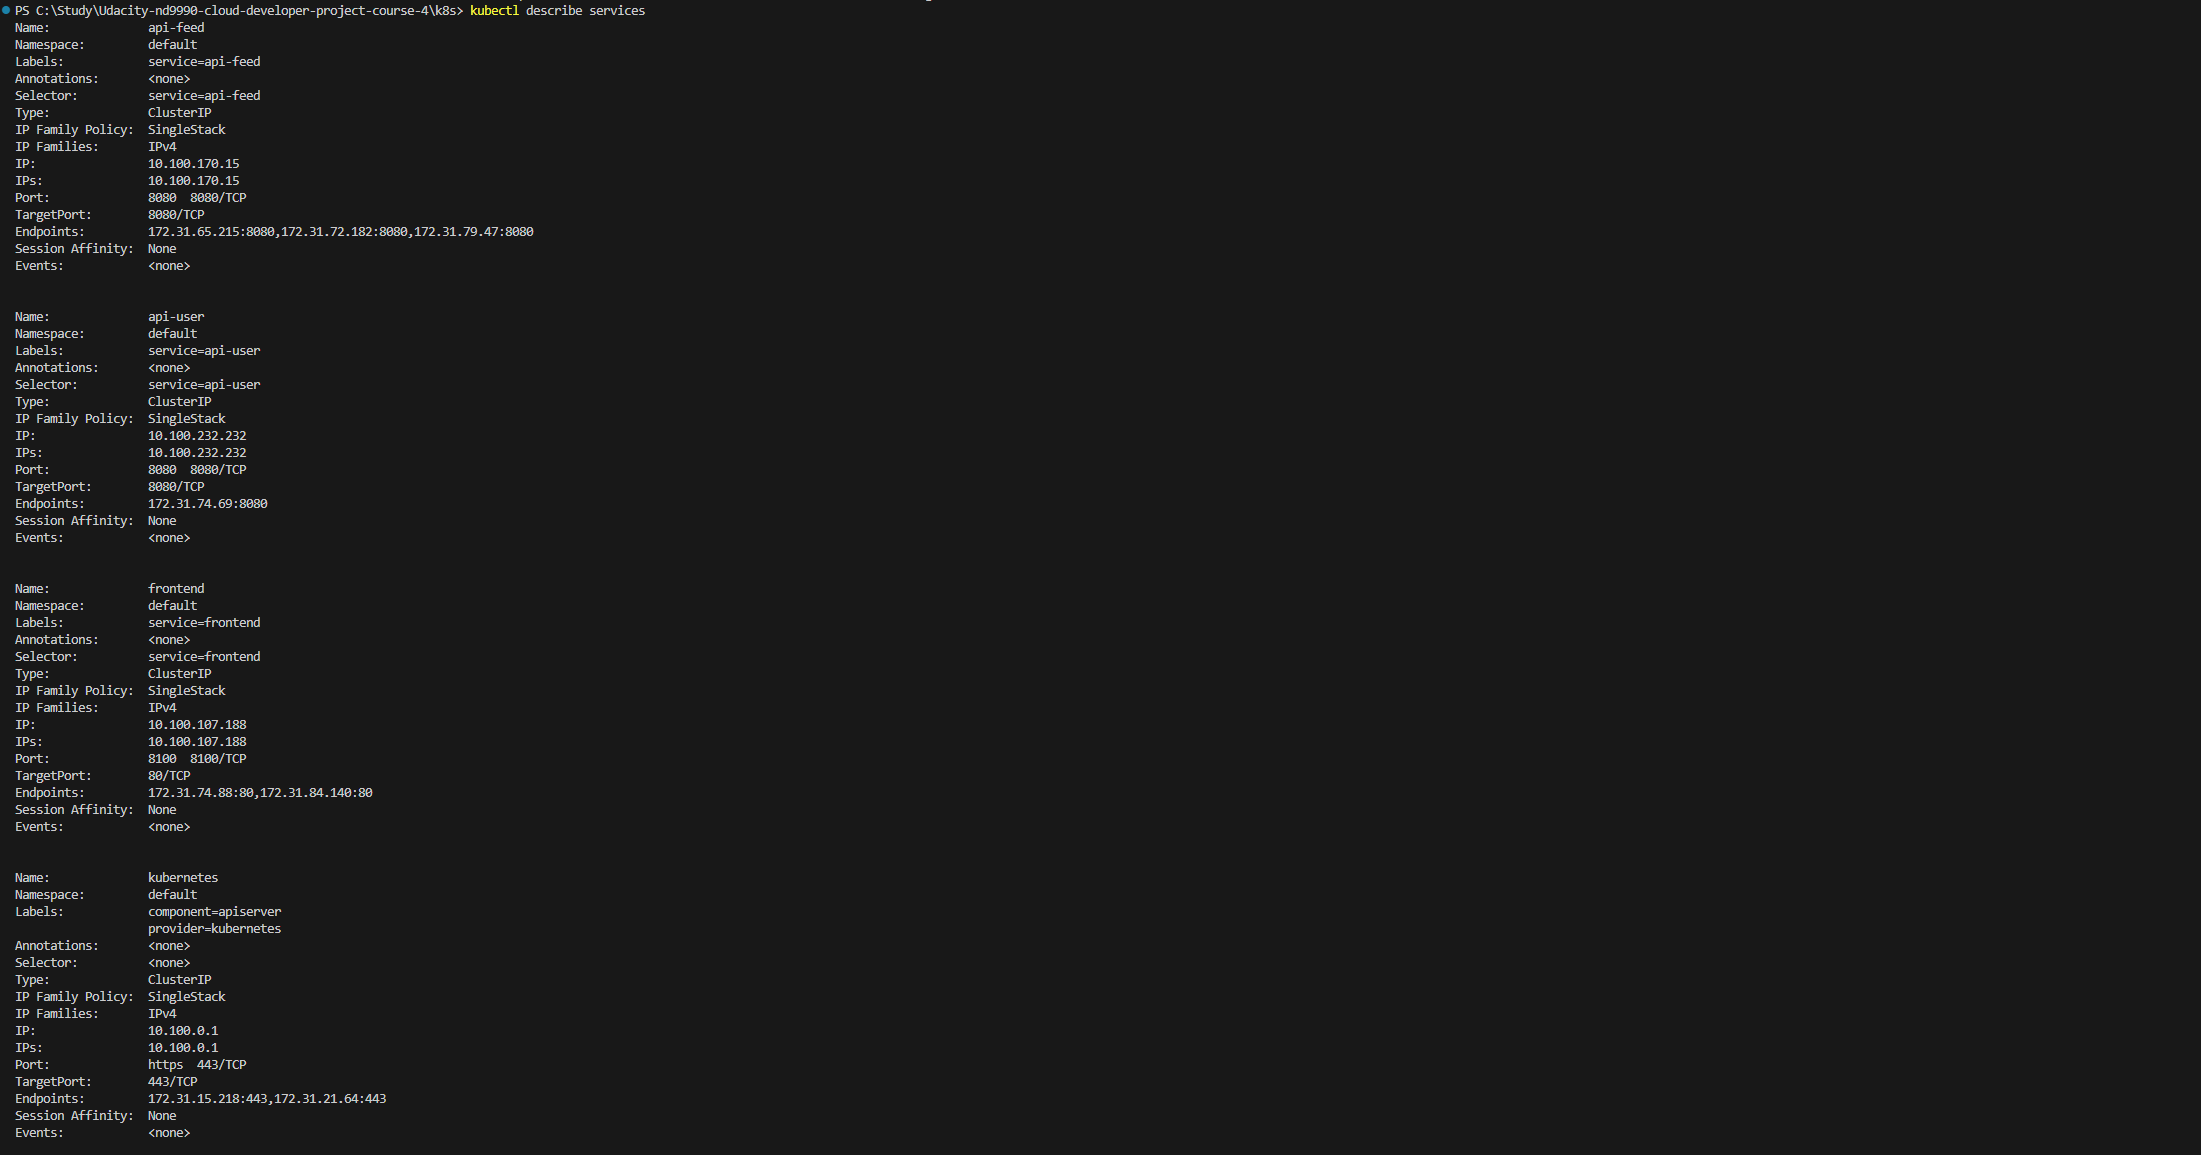 PS C:\Study\Udacity-nd9990-cloud-developer-project-course-4\k8s> kubectl describe services
Name:              api-feed
Namespace:         default
Labels:            service=api-feed
Annotations:       <none>
Selector:          service=api-feed
Type:              ClusterIP
IP Family Policy:  SingleStack
IP Families:       IPv4
IP:                10.100.170.15
IPs:               10.100.170.15
Port:              8080  8080/TCP
TargetPort:        8080/TCP
Endpoints:         172.31.65.215:8080,172.31.72.182:8080,172.31.79.47:8080
Session Affinity:  None
Events:            <none>

Name:              api-user
Namespace:         default
Labels:            service=api-user
Annotations:       <none>
Selector:          service=api-user
Type:              ClusterIP
IP Family Policy:  SingleStack
IP:                10.100.232.232
IPs:               10.100.232.232
Port:              8080  8080/TCP
TargetPort:        8080/TCP
Endpoints:         172.31.74.69:8080
Session Affinity:  None
Events:            <none>

Name:              frontend
Namespace:         default
Labels:            service=frontend
Annotations:       <none>
Selector:          service=frontend
Type:              ClusterIP
IP Family Policy:  SingleStack
IP Families:       IPv4
IP:                10.100.107.188
IPs:               10.100.107.188
Port:              8100  8100/TCP
TargetPort:        80/TCP
Endpoints:         172.31.74.88:80,172.31.84.140:80
Session Affinity:  None
Events:            <none>

Name:              kubernetes
Namespace:         default
Labels:            component=apiserver
                   provider=kubernetes
Annotations:       <none>
Selector:          <none>
Type:              ClusterIP
IP Family Policy:  SingleStack
IP Families:       IPv4
IP:                10.100.0.1
IPs:               10.100.0.1
Port:              https  443/TCP
TargetPort:        443/TCP
Endpoints:         172.31.15.218:443,172.31.21.64:443
Session Affinity:  None
Events:            <none>